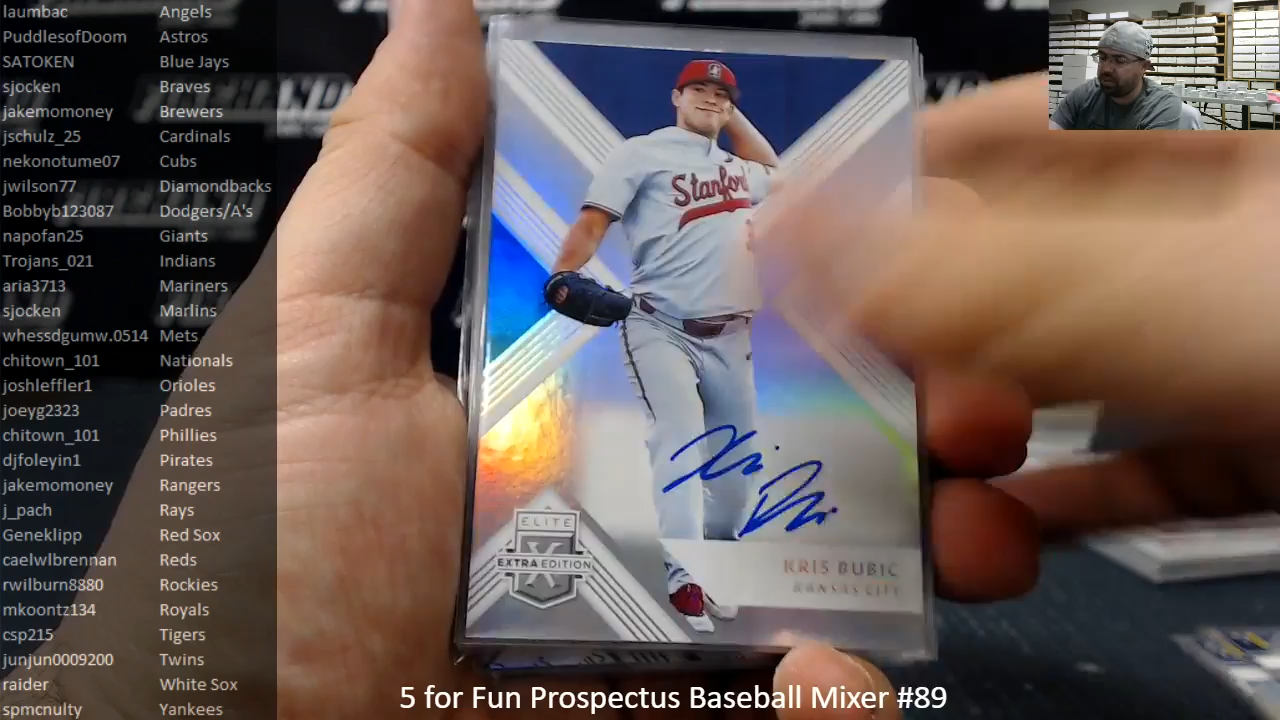 laumbac Angels
PuddlesofDoom Astros
SATOKEN Blue Jays
sjocken Braves
jakemomoney Brewers
jschulz_25 Cardinals
nekonotume07 Cubs
jwilson77 Diamondbacks
Bobbyb123087 Dodgers/A's
napofan25 Giants
Trojans_021 Indians
aria3713 Mariners
sjocken Marlins
whessdgumw.0514 Mets
chitown_101 Nationals
joshleffler1 Orioles
joeyg2323 Padres
chitown_101 Phillies
djfoleyin1 Pirates
jakemomoney Rangers
j_pach Rays
Geneklipp Red Sox
caelwlbrennan Reds
rwilburn8880 Rockies
mkoontz134 Royals
csp215 Tigers
junjun0009200 Twins
raider White Sox
spmcnulty Yankees
Stanford
ELITE
X
EXTRA EDITION
KRIS BUBIC
KANSAS CITY
5 for Fun Prospectus Baseball Mixer #89